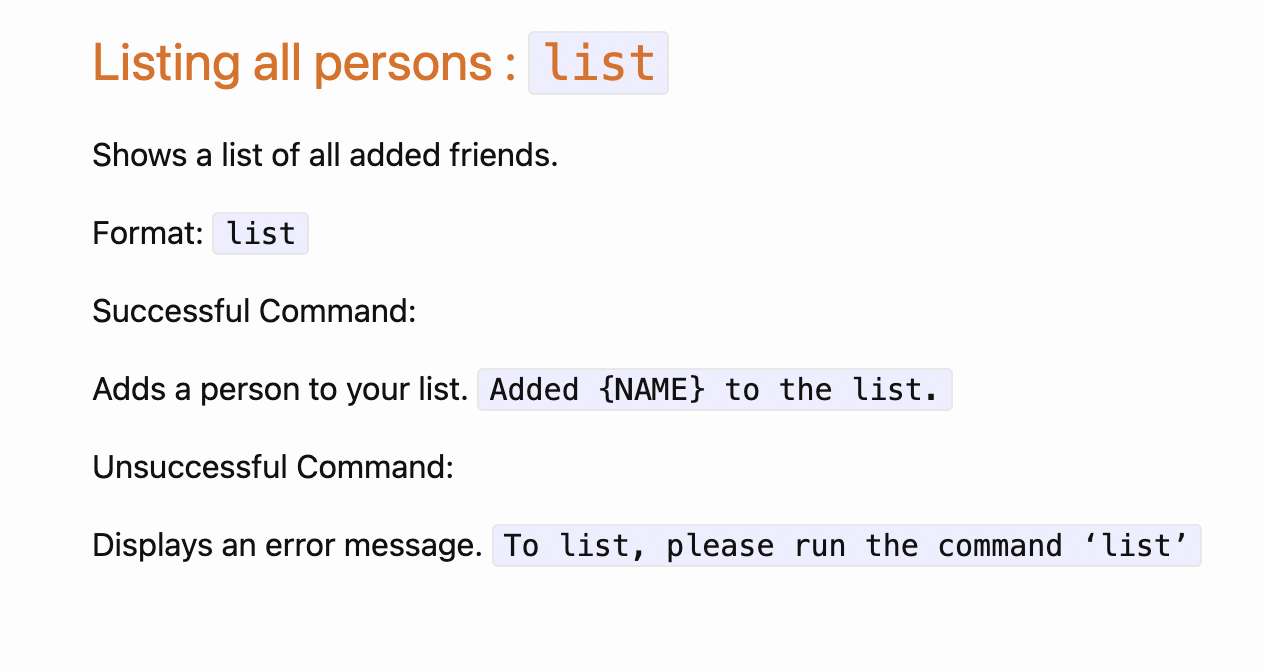 Listing all persons : list
Shows a list of all added friends.
Format: list
Successful Command:
Adds a person to your list. Added {NAME} to the list.
Unsuccessful Command:
Displays an error message. To list, please run the command ‘list’